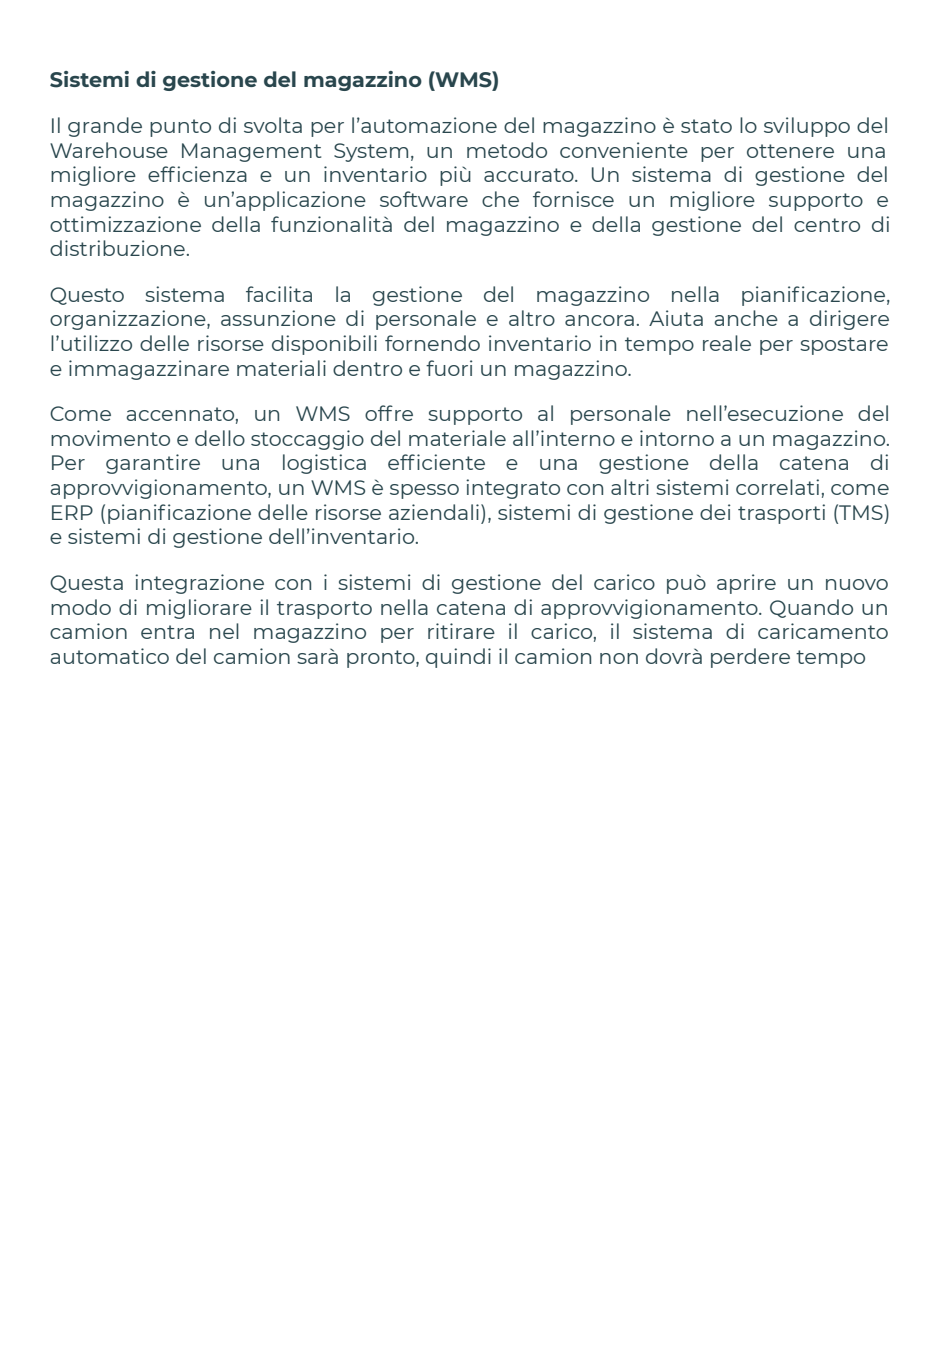 Sistemi di gestione del magazzino (WMS)
Il grande punto di svolta per l’automazione del magazzino è stato lo sviluppo del
Warehouse Management System, un metodo conveniente per ottenere una
migliore efficienza e un inventario più accurato. Un sistema di gestione del
magazzino è un’applicazione software che fornisce un migliore supporto e
ottimizzazione della funzionalità del magazzino e della gestione del centro di
distribuzione.
Questo sistema facilita la gestione del magazzino nella pianificazione,
organizzazione, assunzione di personale e altro ancora. Aiuta anche a dirigere
l’utilizzo delle risorse disponibili fornendo inventario in tempo reale per spostare
e immagazzinare materiali dentro e fuori un magazzino.
Come accennato, un WMS offre supporto al personale nell’esecuzione del
movimento e dello stoccaggio del materiale all’interno e intorno a un magazzino.
Per garantire una logistica efficiente e una gestione della catena di
approvvigionamento, un WMS è spesso integrato con altri sistemi correlati, come
ERP (pianificazione delle risorse aziendali), sistemi di gestione dei trasporti (TMS)
e sistemi di gestione dell’inventario.
Questa integrazione con i sistemi di gestione del carico può aprire un nuovo
modo di migliorare il trasporto nella catena di approvvigionamento. Quando un
camion entra nel magazzino per ritirare il carico, il sistema di caricamento
automatico del camion sarà pronto, quindi il camion non dovrà perdere tempo